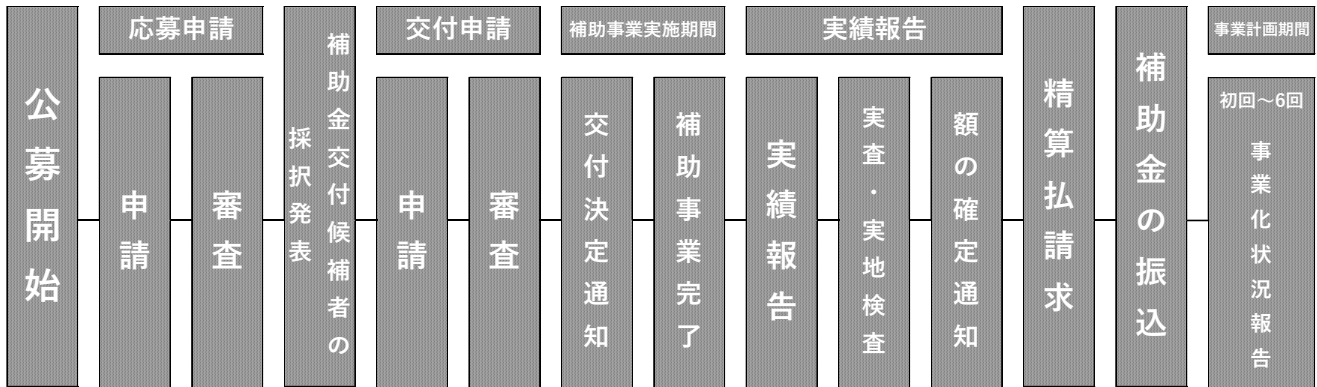 公募開始
応募申請
申請
審査
補助金交付候補者の
採択発表
交付申請
申請
審査
補助事業実施期間
交付決定通知
補助事業完了
実績報告
実績報告
実査・実地検査
額の確定通知
精算払請求
補助金の振込
事業計画期間
初回～6回
事業化状況報告